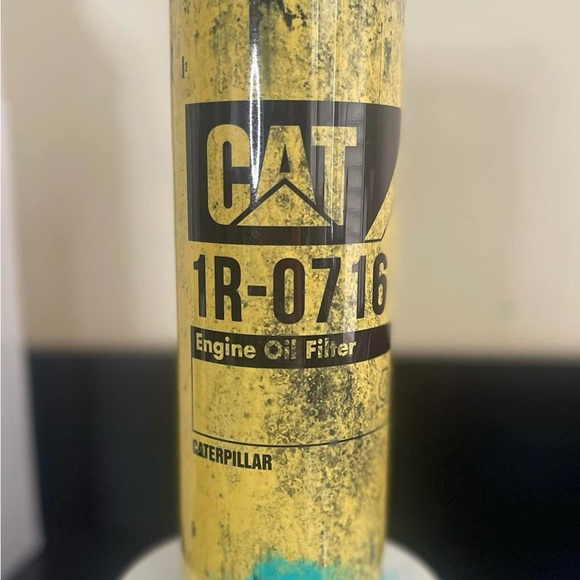 CAT
1R-0716
Engine Oil Filter
CATERPILLAR